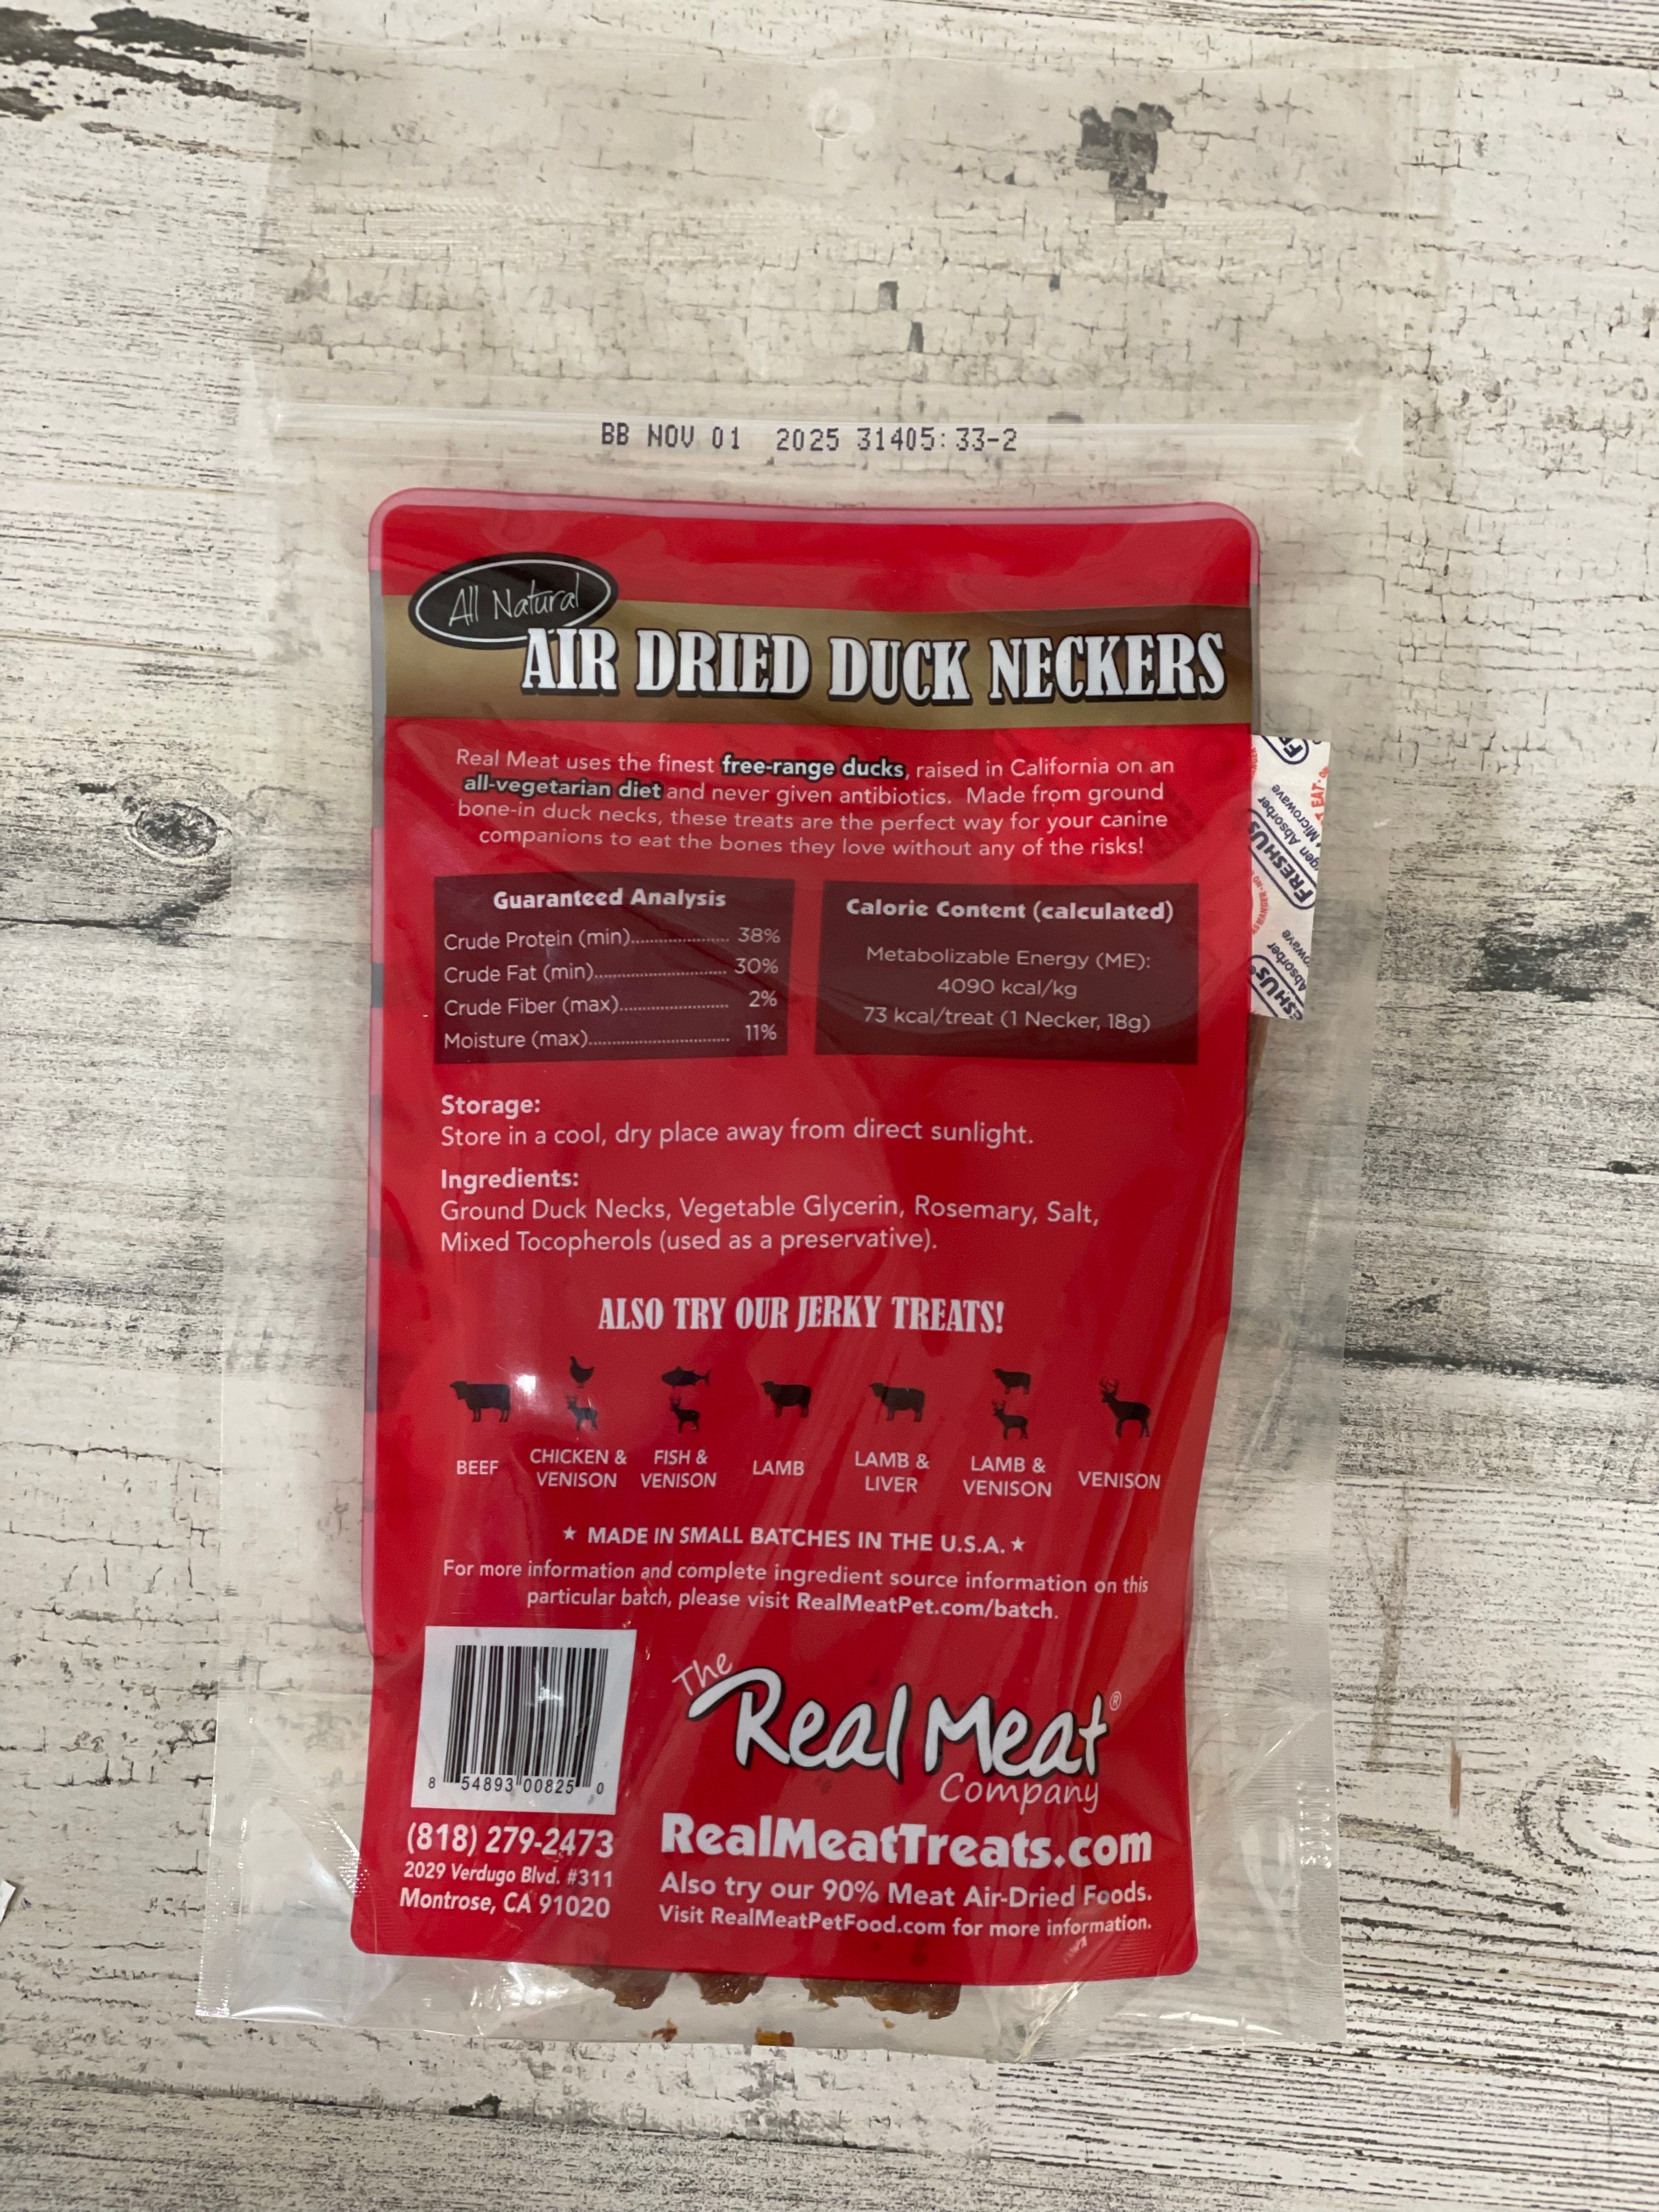 BB NOV 01 2025 31405:33-2
All Natural
AIR DRIED DUCK NECKERS
Real Meat uses the finest free-range ducks, raised in California on an
all-vegetarian diet and never given antibiotics. Made from ground
bone-in duck necks, these treats are the perfect way for your canine
companions to eat the bones they love without any of the risks!
Guaranteed Analysis
Crude Protein (min)..................... 38%
Crude Fat (min)............................ 30%
Crude Fiber (max)....................... 2%
Moisture (max).............................. 11%
Calorie Content (calculated)
Metabolizable Energy (ME):
4090 kcal/kg
73 kcal/treat (1 Necker, 18g)
FRESHUS
Absorber
Microwave
EAT
Storage:
Store in a cool, dry place away from direct sunlight.
Ingredients:
Ground Duck Necks, Vegetable Glycerin, Rosemary, Salt,
Mixed Tocopherols (used as a preservative).
ALSO TRY OUR JERKY TREATS!
BEEF
CHICKEN &
VENISON
FISH &
VENISON
LAMB
LAMB &
LIVER
LAMB &
VENISON
VENISON
★ MADE IN SMALL BATCHES IN THE U.S.A. ★
For more information and complete ingredient source information on this
particular batch, please visit RealMeatPet.com/batch.
8 54893 00825 0
The
Real Meat®
Company
(818) 279-2473
2029 Verdugo Blvd. #311
Montrose, CA 91020
RealMeatTreats.com
Also try our 90% Meat Air-Dried Foods.
Visit RealMeatPetFood.com for more information.